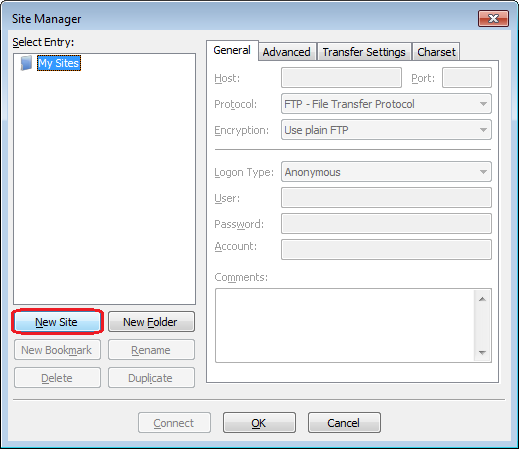 Site Manager
Select Entry:
My Sites
New Site
New Folder
New Bookmark
Rename
Delete
Duplicate
General
Advanced
Transfer Settings
Charset
Host:
Port:
Protocol:
FTP - File Transfer Protocol
Encryption:
Use plain FTP
Logon Type:
Anonymous
User:
Password:
Account:
Comments:
Connect
OK
Cancel